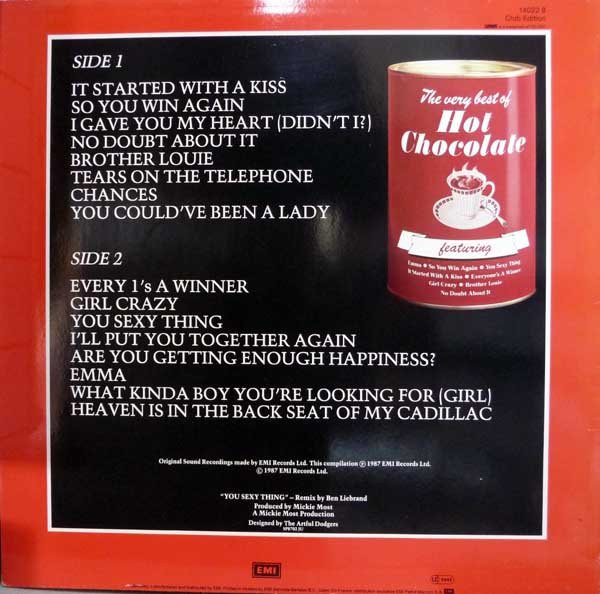 14022 8
Club Edition
SIDE 1
IT STARTED WITH A KISS
SO YOU WIN AGAIN
I GAVE YOU MY HEART (DIDN'T I?)
NO DOUBT ABOUT IT
BROTHER LOUIE
TEARS ON THE TELEPHONE
CHANCES
YOU COULD'VE BEEN A LADY
SIDE 2
EVERY 1's A WINNER
GIRL CRAZY
YOU SEXY THING
I'LL PUT YOU TOGETHER AGAIN
ARE YOU GETTING ENOUGH HAPPINESS?
EMMA
WHAT KINDA BOY YOU'RE LOOKING FOR (GIRL)
HEAVEN IS IN THE BACK SEAT OF MY CADILLAC
The very best of
Hot
Chocolate
featuring
Emma • So You Win Again • You Sexy Thing
It Started With A Kiss • Everyone's A Winner
Girl Crazy • Brother Louie
No Doubt About It
Original Sound Recordings made by EMI Records Ltd. This compilation ℗ 1987 EMI Records Ltd.
© 1987 EMI Records Ltd.
"YOU SEXY THING" – Remix by Ben Liebrand
Produced by Mickie Most
A Mickie Most Production
Designed by The Artful Dodgers
EMI